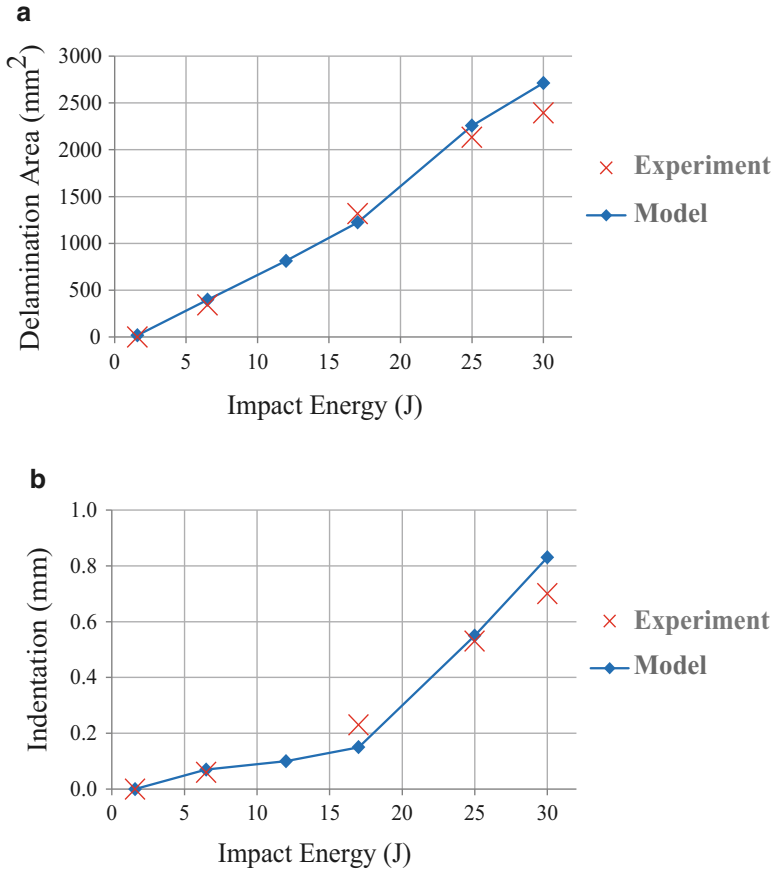 a
3000
2500
2000
1500
1000
500
0
0 5 10 15 20 25 30
Delamination Area (mm²)
Impact Energy (J)
Experiment
Model
b
1.0
0.8
0.6
0.4
0.2
0.0
0 5 10 15 20 25 30
Indentation (mm)
Impact Energy (J)
Experiment
Model